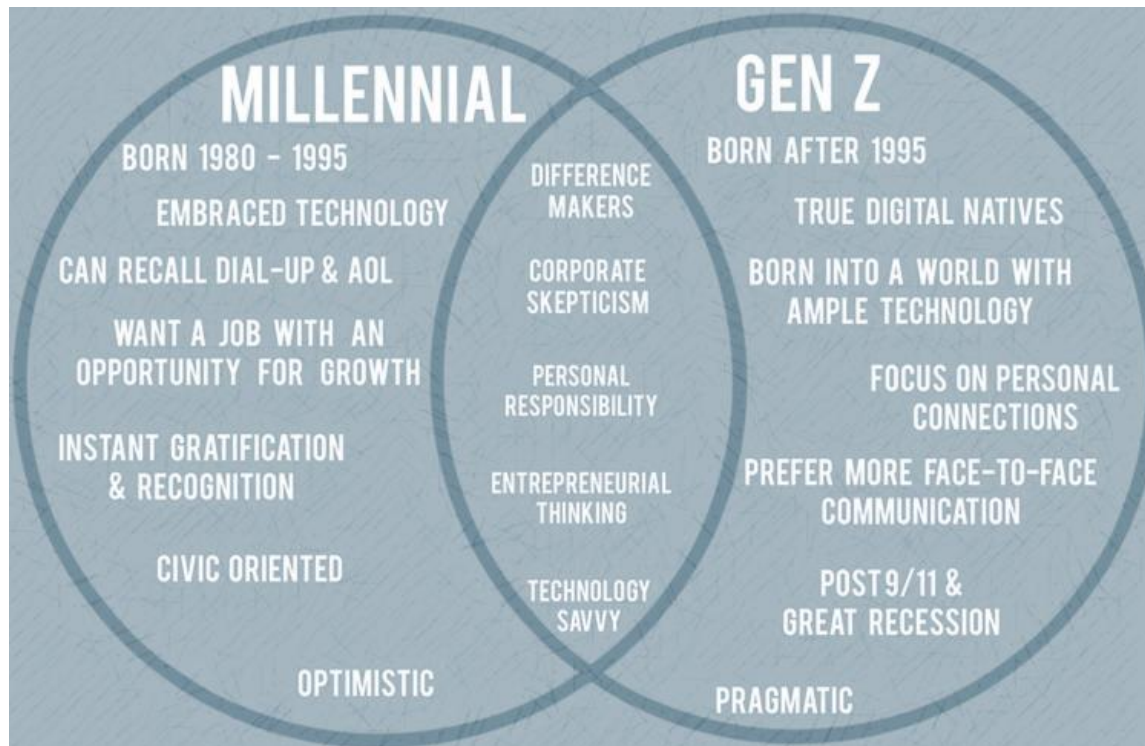 MILLENNIAL
BORN 1980 - 1995
EMBRACED TECHNOLOGY
CAN RECALL DIAL-UP & AOL
WANT A JOB WITH AN
OPPORTUNITY FOR GROWTH
INSTANT GRATIFICATION
& RECOGNITION
CIVIC ORIENTED
OPTIMISTIC
DIFFERENCE
MAKERS
CORPORATE
SKEPTICISM
PERSONAL
RESPONSIBILITY
ENTREPRENEURIAL
THINKING
TECHNOLOGY
SAVVY
GEN Z
BORN AFTER 1995
TRUE DIGITAL NATIVES
BORN INTO A WORLD WITH
AMPLE TECHNOLOGY
FOCUS ON PERSONAL
CONNECTIONS
PREFER MORE FACE-TO-FACE
COMMUNICATION
POST 9/11 &
GREAT RECESSION
PRAGMATIC